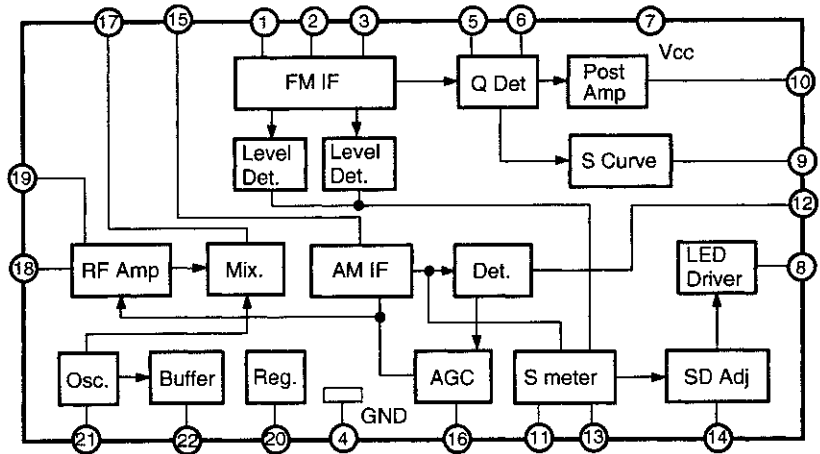 17 15 1 2 3 5 6 7
Vcc
FM IF
Q Det
Post
Amp
10
Level
Det.
Level
Det.
S Curve
9
19
12
18
RF Amp
Mix.
AM IF
Det.
LED
Driver
8
Osc.
Buffer
Reg.
AGC
S meter
SD Adj
GND
21 22 20 4 16 11 13 14